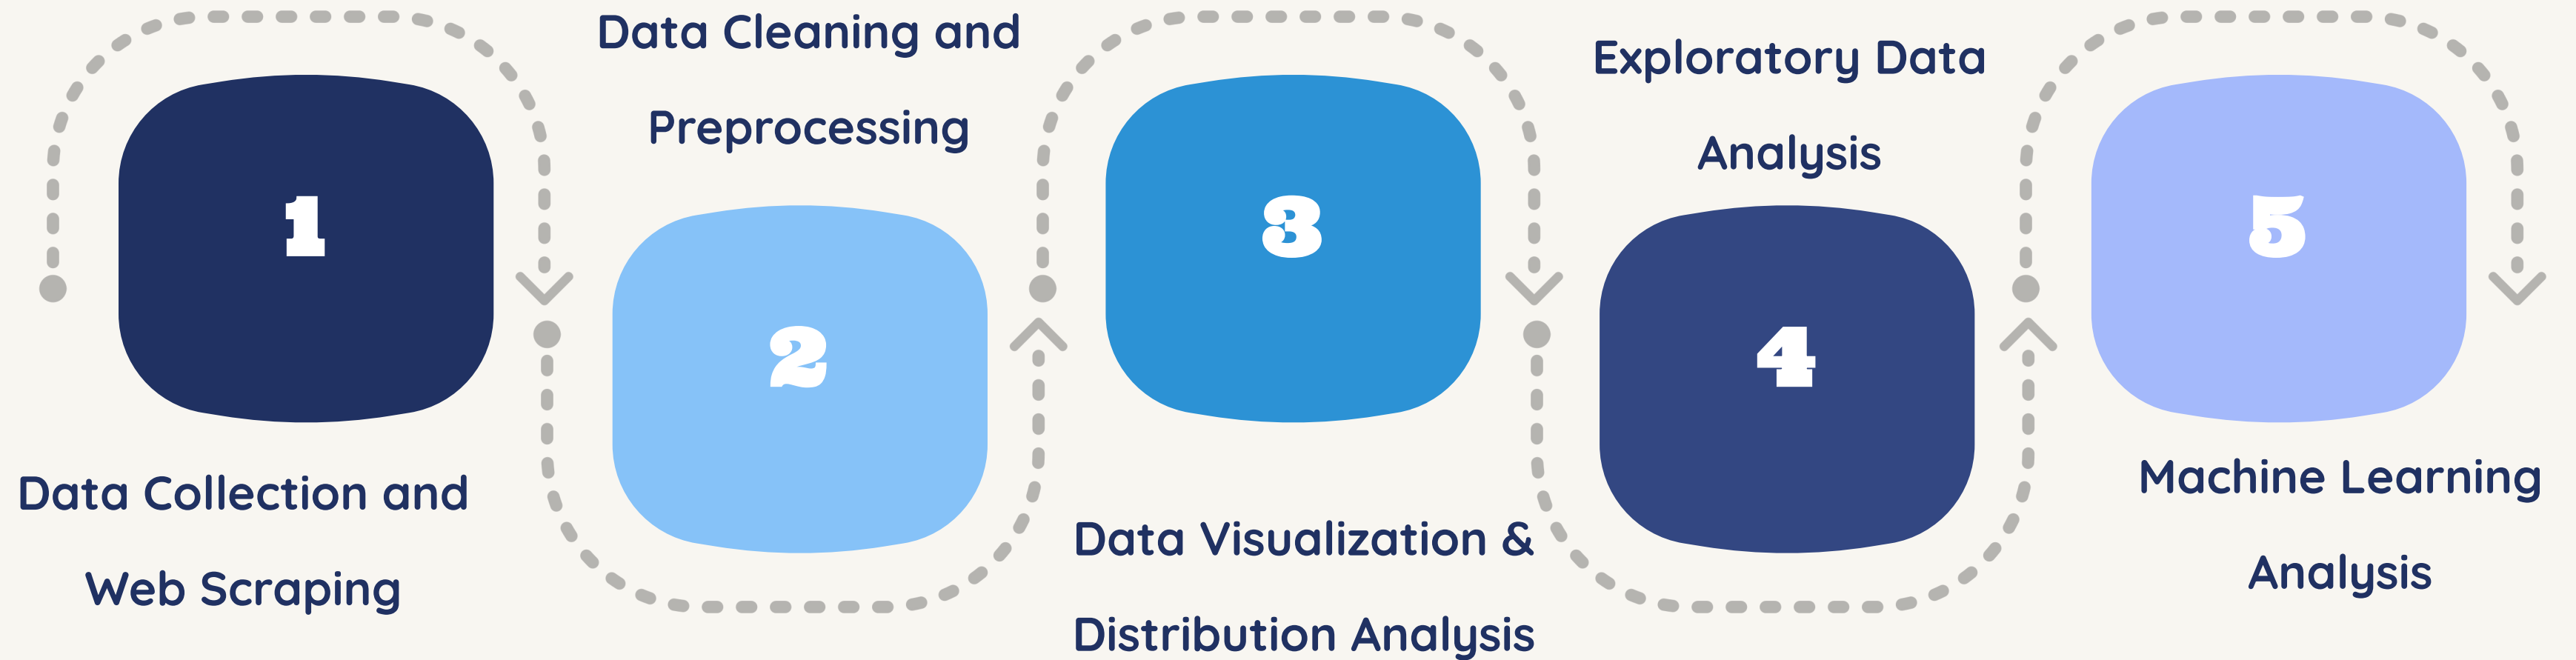 1
Data Collection and
Web Scraping
Data Cleaning and
Preprocessing
2
3
Data Visualization &
Distribution Analysis
Exploratory Data
Analysis
4
5
Machine Learning
Analysis